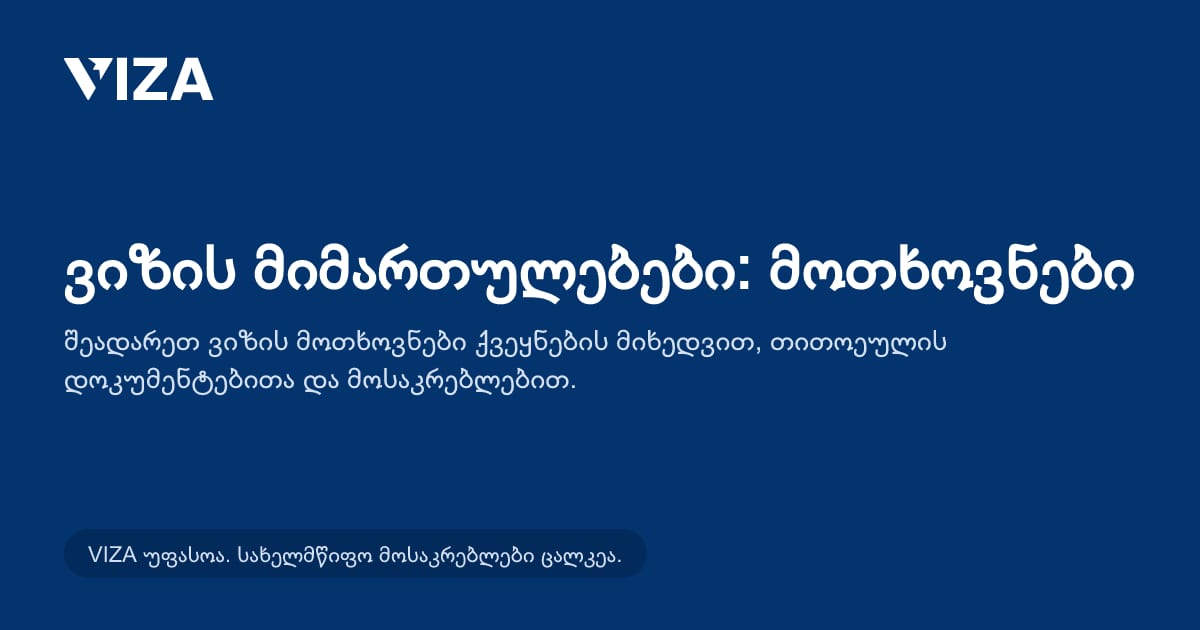 VIZA
ვიზის მიმართულებები: მოთხოვნები
შეადარეთ ვიზის მოთხოვნები ქვეყნების მიხედვით, თითოეულის
დოკუმენტებითა და მოსაკრებლებით.
VIZA უფასოა. სახელმწიფო მოსაკრებლები ცალკეა.